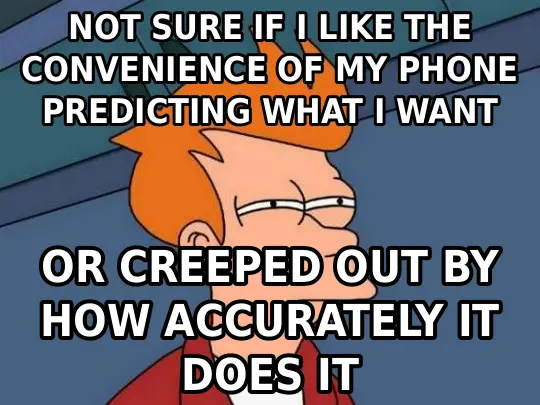 NOT SURE IF I LIKE THE
CONVENIENCE OF MY PHONE
PREDICTING WHAT I WANT
OR CREEPED OUT BY
HOW ACCURATELY IT
DOES IT